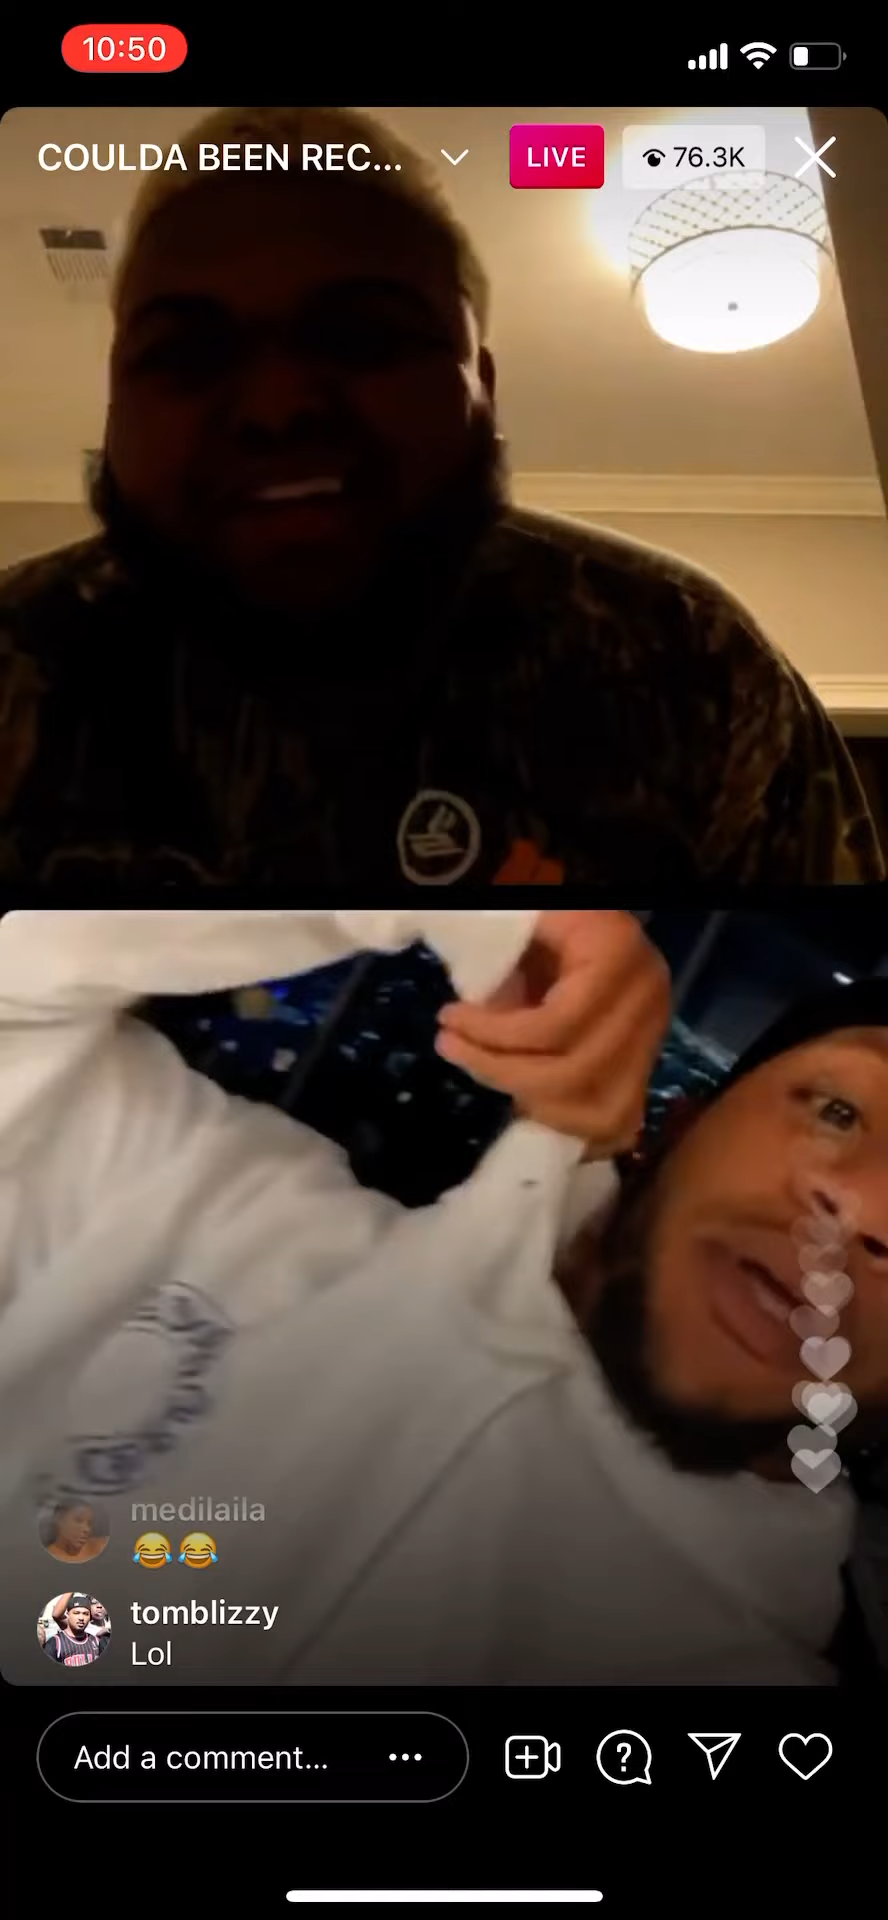 10:50
COULDA BEEN REC...
LIVE
76.3K
medilaila
😂😂
tomblizzy
Lol
Add a comment...